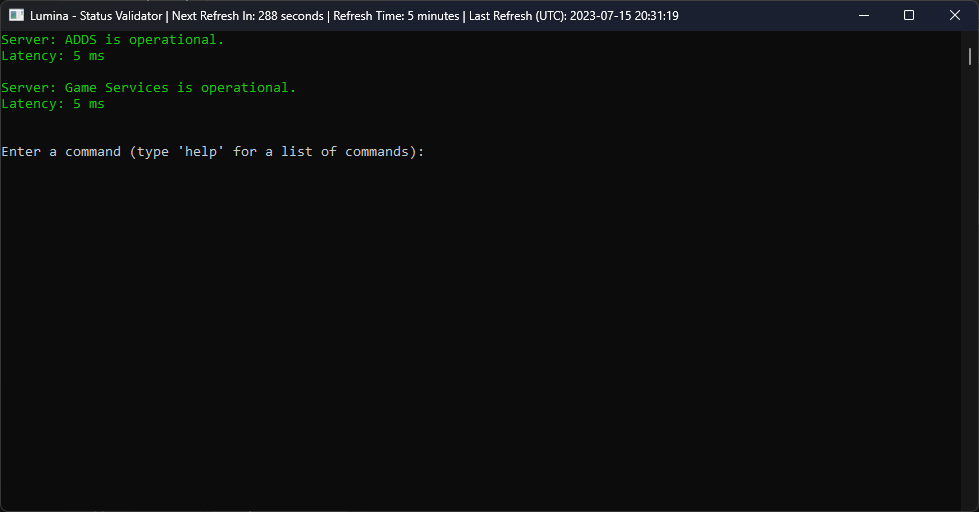 Lumina - Status Validator | Next Refresh In: 288 seconds | Refresh Time: 5 minutes | Last Refresh (UTC): 2023-07-15 20:31:19
Server: ADDS is operational.
Latency: 5 ms
Server: Game Services is operational.
Latency: 5 ms
Enter a command (type 'help' for a list of commands):